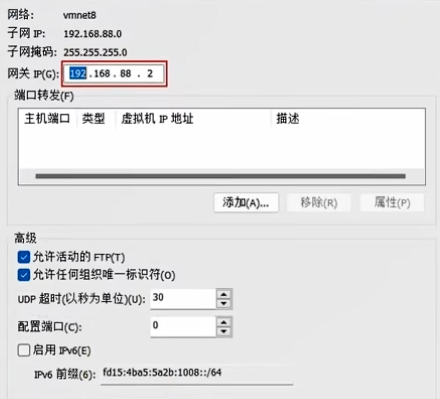 网络: vmnet8
子网 IP: 192.168.88.0
子网掩码: 255.255.255.0
网关 IP(G): 192 . 168 . 88 . 2
端口转发(F)
主机端口 类型 虚拟机 IP 地址 描述
添加(A)... 移除(R) 属性(P)
高级
允许活动的 FTP(T)
允许任何组织唯一标识符(O)
UDP 超时(以秒为单位)(U): 30
配置端口(C): 0
启用 IPv6(E)
IPv6 前缀(6): fd15:4ba5:5a2b:1008::/64